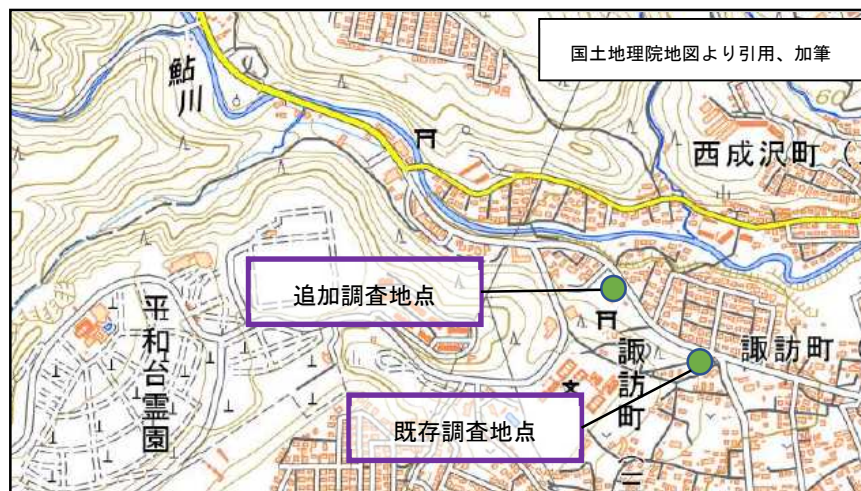 国土地理院地図より引用、加筆
鮎川
60
西成沢町(
追加調査地点
平和台霊園
諏訪町
諏訪町(
既存調査地点
(二